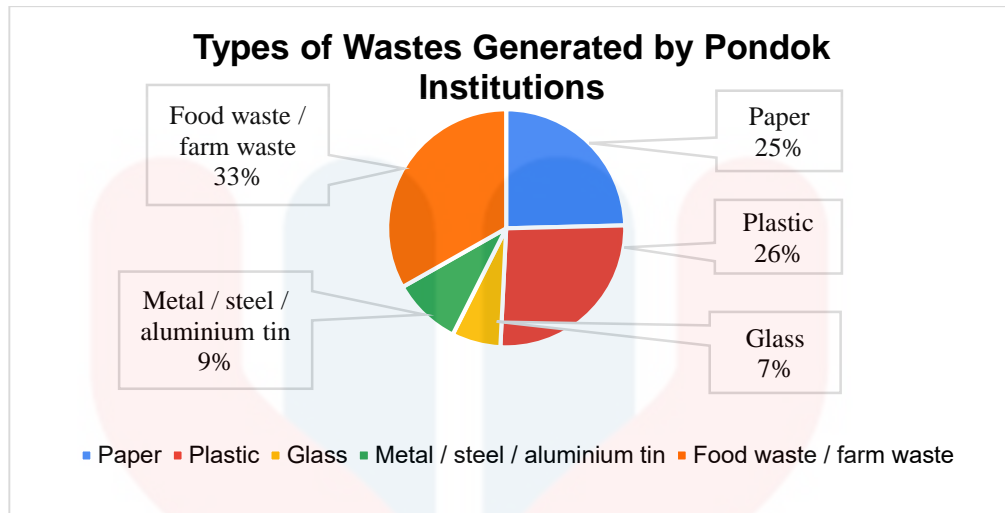 Types of Wastes Generated by Pondok
Institutions
Food waste /
farm waste
33%
Paper
25%
Plastic
26%
Metal / steel /
aluminium tin
9%
Glass
7%
Paper Plastic Glass Metal / steel / aluminium tin Food waste / farm waste